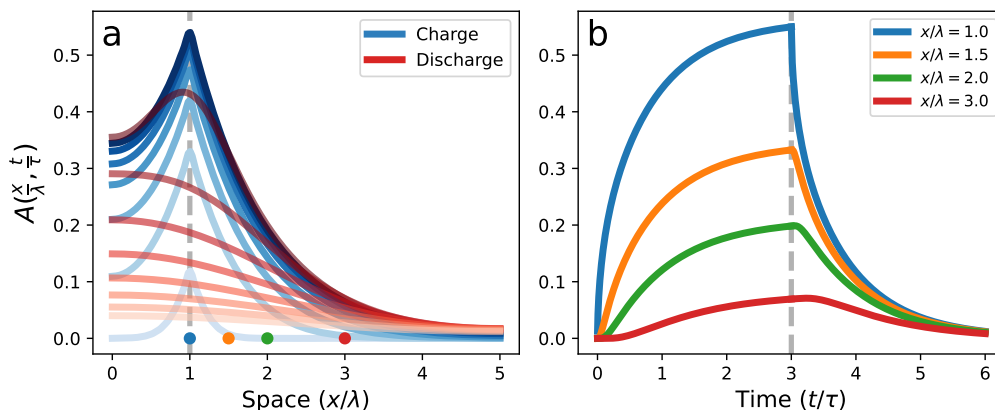 a
Charge
Discharge
A(x/λ, t/τ)
0.5
0.4
0.3
0.2
0.1
0.0
0 1 2 3 4 5
Space (x/λ)
b
x/λ = 1.0
x/λ = 1.5
x/λ = 2.0
x/λ = 3.0
0.5
0.4
0.3
0.2
0.1
0.0
0 1 2 3 4 5 6
Time (t/τ)